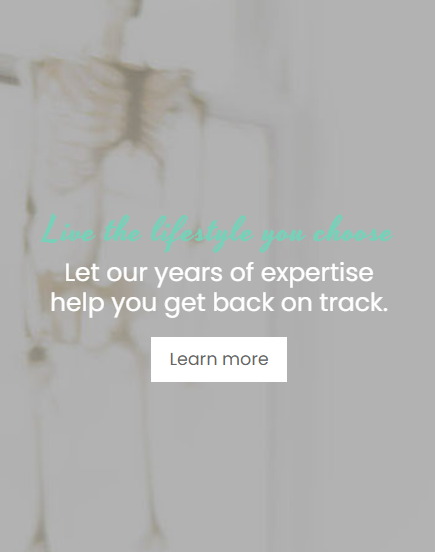 Live the lifestyle you choose
Let our years of expertise
help you get back on track.
Learn more